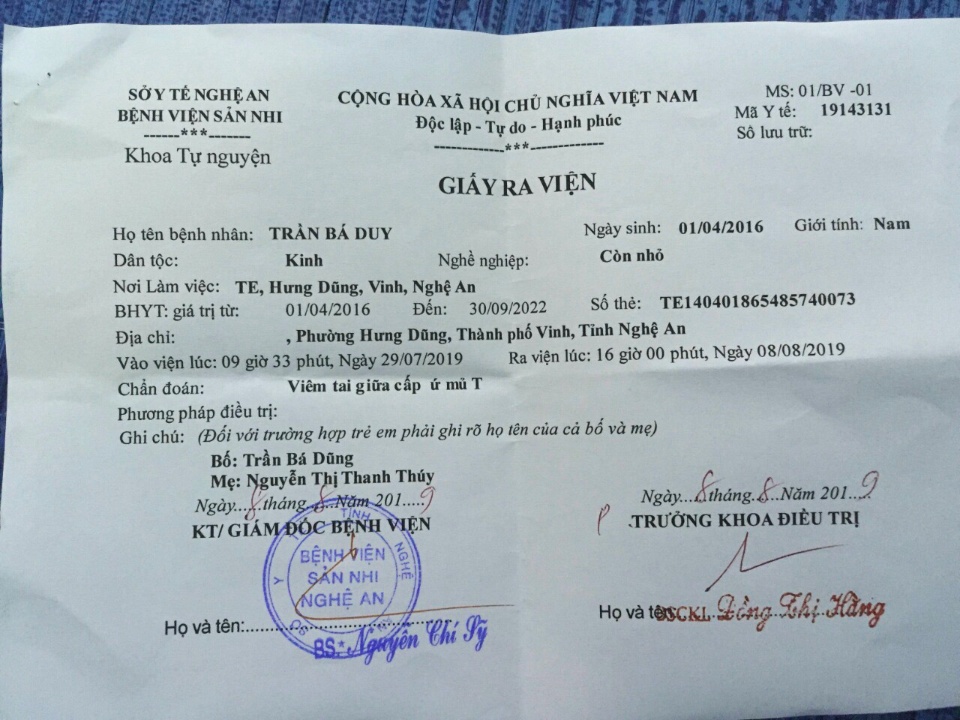 SỞ Y TẾ NGHỆ AN
BỆNH VIỆN SẢN NHI
------***-------
Khoa Tự nguyện
CỘNG HÒA XÃ HỘI CHỦ NGHĨA VIỆT NAM
Độc lập - Tự do - Hạnh phúc
------------***-------------
MS: 01/BV -01
Mã Y tế: 19143131
Số lưu trữ:
GIẤY RA VIỆN
Họ tên bệnh nhân: TRẦN BÁ DUY Ngày sinh: 01/04/2016 Giới tính: Nam
Dân tộc: Kinh Nghề nghiệp: Còn nhỏ
Nơi Làm việc: TE, Hưng Dũng, Vinh, Nghệ An
BHYT: giá trị từ: 01/04/2016 Đến: 30/09/2022 Số thẻ: TE140401865485740073
Địa chỉ: , Phường Hưng Dũng, Thành phố Vinh, Tỉnh Nghệ An
Vào viện lúc: 09 giờ 33 phút, Ngày 29/07/2019 Ra viện lúc: 16 giờ 00 phút, Ngày 08/08/2019
Chẩn đoán: Viêm tai giữa cấp ứ mủ T
Phương pháp điều trị:
Ghi chú: (Đối với trường hợp trẻ em phải ghi rõ họ tên của cả bố và mẹ)
Bố: Trần Bá Dũng
Mẹ: Nguyễn Thị Thanh Thúy
Ngày...8.tháng..8..Năm 201....9
KT/ GIÁM ĐỐC BỆNH VIỆN
TỈNH NGHỆ
SỞ Y
BỆNH VIỆN
SẢN NHI
NGHỆ AN
Họ và tên:
BS. Nguyễn Chí Sỹ
Ngày...8tháng..8..Năm 201...9
P .TRƯỞNG KHOA ĐIỀU TRỊ
Họ và tên: BSCKI. Đồng Thị Hằng